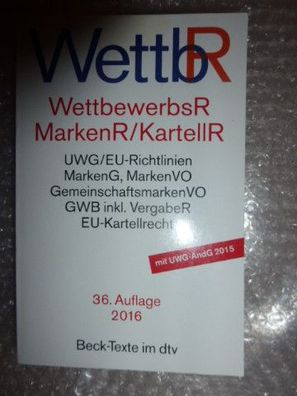 WettbR
WettbewerbsR
MarkenR/KartellR
UWG/EU-Richtlinien
MarkenG, MarkenVO
GemeinschaftsmarkenVO
GWB inkl. VergabeR
EU-Kartellrecht
mit UWG-ÄndG 2015
36. Auflage
2016
Beck-Texte im dtv